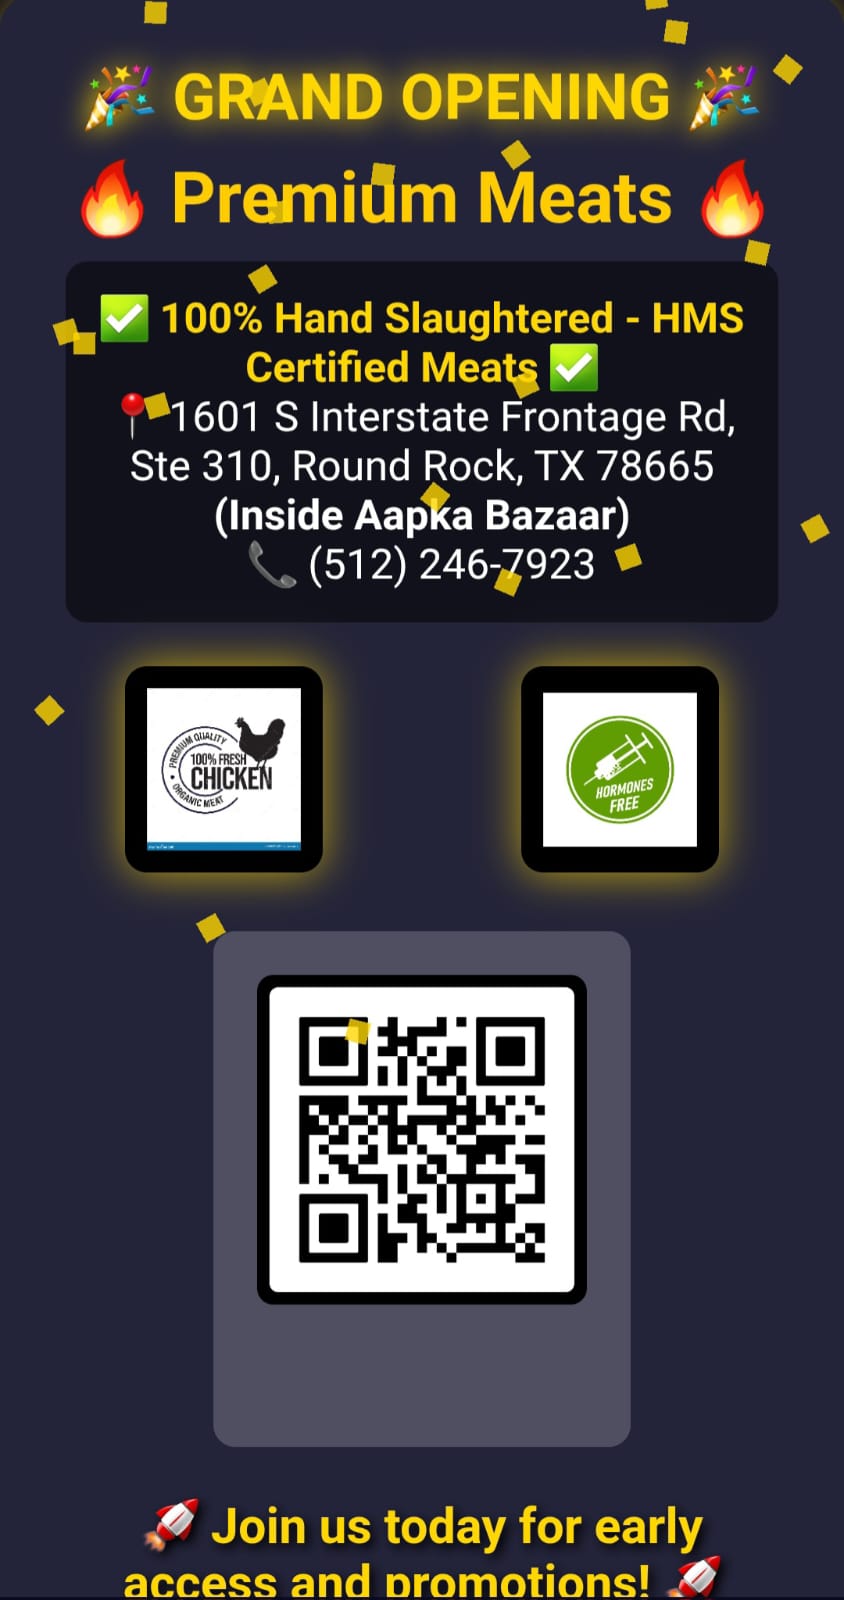 🎉 GRAND OPENING 🎉
🔥 Premium Meats 🔥
✅ 100% Hand Slaughtered - HMS
Certified Meats ✅
📍 1601 S Interstate Frontage Rd,
Ste 310, Round Rock, TX 78665
(Inside Aapka Bazaar)
📞 (512) 246-7923
PREMIUM QUALITY
100% FRESH
CHICKEN
ORGANIC MEAT
HORMONES
FREE
🚀 Join us today for early
access and promotions! 🚀